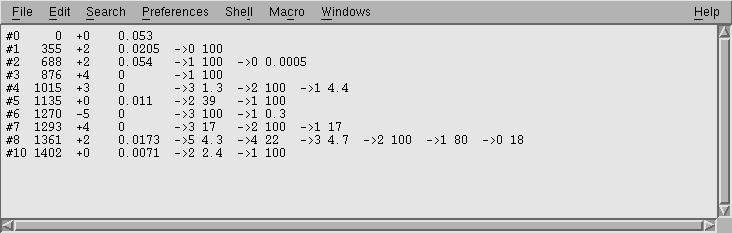 File Edit Search Preferences Shell Macro Windows Help
#0 0 +0 0.053
#1 355 +2 0.0205 ->0 100
#2 688 +2 0.054 ->1 100 ->0 0.0005
#3 876 +4 0 ->1 100
#4 1015 +3 0 ->3 1.3 ->2 100 ->1 4.4
#5 1135 +0 0.011 ->2 39 ->1 100
#6 1270 -5 0 ->3 100 ->1 0.3
#7 1293 +4 0 ->3 17 ->2 100 ->1 17
#8 1361 +2 0.0173 ->5 4.3 ->4 22 ->3 4.7 ->2 100 ->1 80 ->0 18
#10 1402 +0 0.0071 ->2 2.4 ->1 100